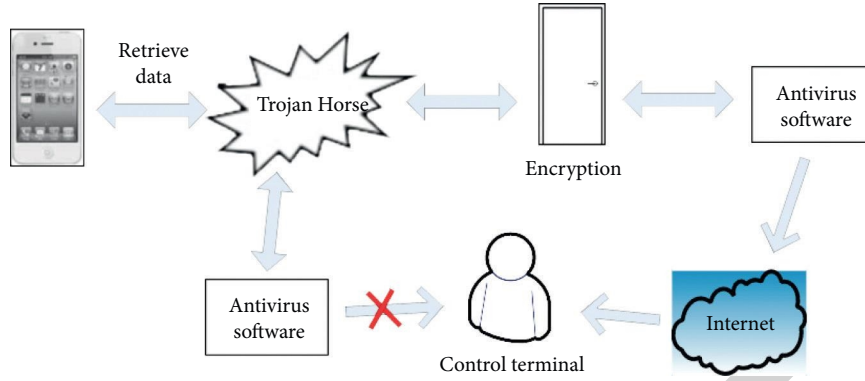 Retrieve
data
Trojan Horse
Encryption
Antivirus
software
Antivirus
software
Control terminal
Internet